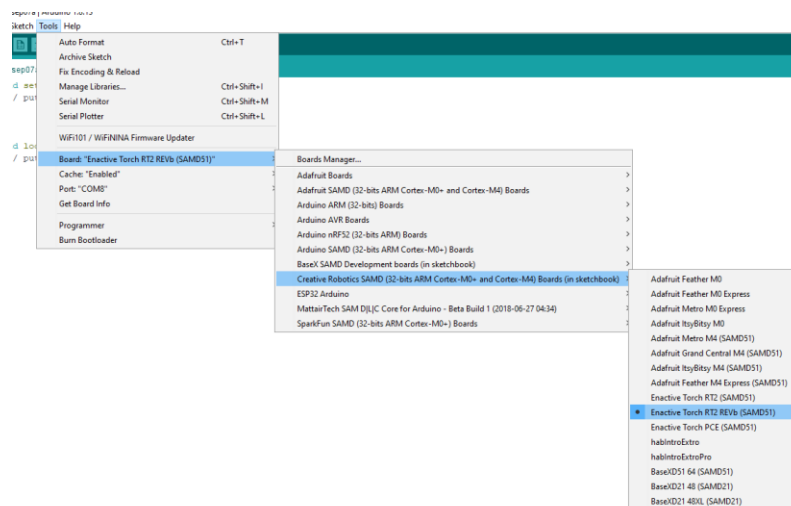 sep07a | Arduino 1.8.13
Sketch Tools Help
sep07a
d set
/ put
d loo
/ put
Auto Format Ctrl+T
Archive Sketch
Fix Encoding & Reload
Manage Libraries... Ctrl+Shift+I
Serial Monitor Ctrl+Shift+M
Serial Plotter Ctrl+Shift+L
WiFi101 / WiFiNINA Firmware Updater
Board: "Enactive Torch RT2 REVb (SAMD51)"
Cache: "Enabled"
Port: "COM8"
Get Board Info
Programmer
Burn Bootloader
Boards Manager...
Adafruit Boards
Adafruit SAMD (32-bits ARM Cortex-M0+ and Cortex-M4) Boards
Arduino ARM (32-bits) Boards
Arduino AVR Boards
Arduino nRF52 (32-bits ARM) Boards
Arduino SAMD (32-bits ARM Cortex-M0+) Boards
BaseX SAMD Development boards (in sketchbook)
Creative Robotics SAMD (32-bits ARM Cortex-M0+ and Cortex-M4) Boards (in sketchbook)
ESP32 Arduino
MattairTech SAM D|L|C Core for Arduino - Beta Build 1 (2018-06-27 04:34)
SparkFun SAMD (32-bits ARM Cortex-M0+) Boards
Adafruit Feather M0
Adafruit Feather M0 Express
Adafruit Metro M0 Express
Adafruit ItsyBitsy M0
Adafruit Metro M4 (SAMD51)
Adafruit Grand Central M4 (SAMD51)
Adafruit ItsyBitsy M4 (SAMD51)
Adafruit Feather M4 Express (SAMD51)
Enactive Torch RT2 (SAMD51)
Enactive Torch RT2 REVb (SAMD51)
Enactive Torch PCE (SAMD51)
habIntroExtro
habIntroExtroPro
BaseXD51 64 (SAMD51)
BaseXD21 48 (SAMD21)
BaseXD21 48XL (SAMD21)